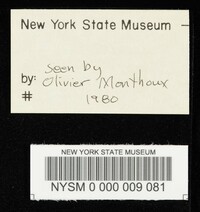 New York State Museum
seen by
by: Olivier Monthoux
# 1980
NEW YORK STATE MUSEUM
NYSM 0 000 009 081